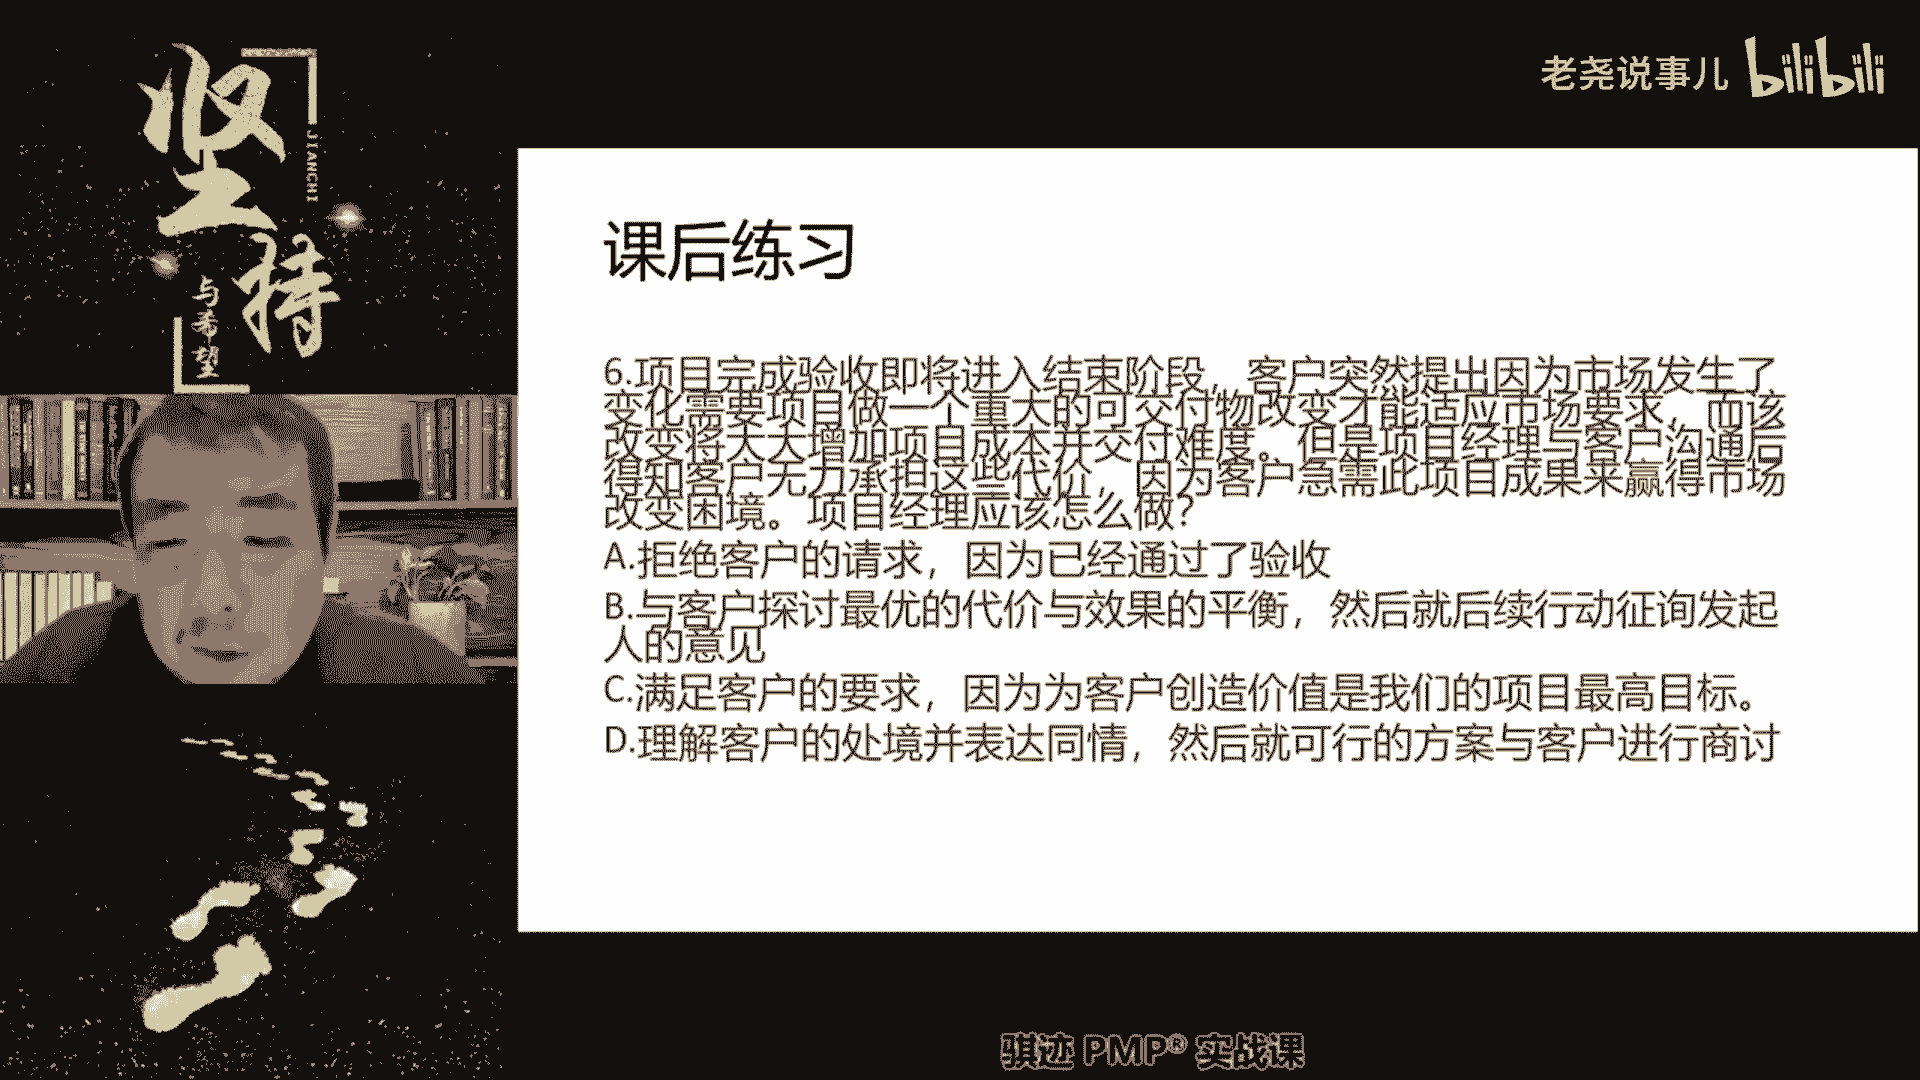 坚持
JIANCHI
与希望
老尧说事儿 bilibili
课后练习
6.项目完成验收即将进入结束阶段，客户突然提出因为市场发生了
变化需要项目做一个重大的可交付物改变才能适应市场要求，而该
改变将大大增加项目成本并交付难度。但是项目经理与客户沟通后
得知客户无力承担这些代价，因为客户急需此项目成果来赢得市场
改变困境。项目经理应该怎么做？
A.拒绝客户的请求，因为已经通过了验收
B.与客户探讨最优的代价与效果的平衡，然后就后续行动征询发起
人的意见
C.满足客户的要求，因为为客户创造价值是我们的项目最高目标。
D.理解客户的处境并表达同情，然后就可行的方案与客户进行商讨
骐迹 PMP® 实战课